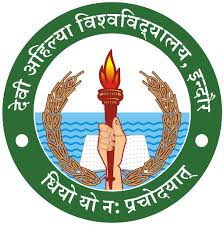 देवी अहिल्या विश्वविद्यालय, इन्दौर
धियो यो नः प्रचोदयात्